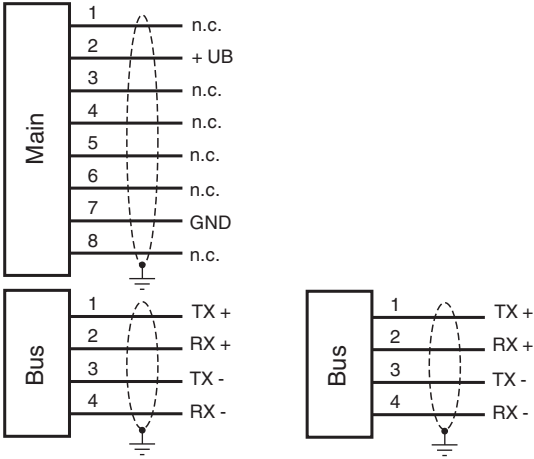 Main
1 n.c.
2 + UB
3 n.c.
4 n.c.
5 n.c.
6 n.c.
7 GND
8 n.c.
Bus
1 TX +
2 RX +
3 TX -
4 RX -
Bus
1 TX +
2 RX +
3 TX -
4 RX -